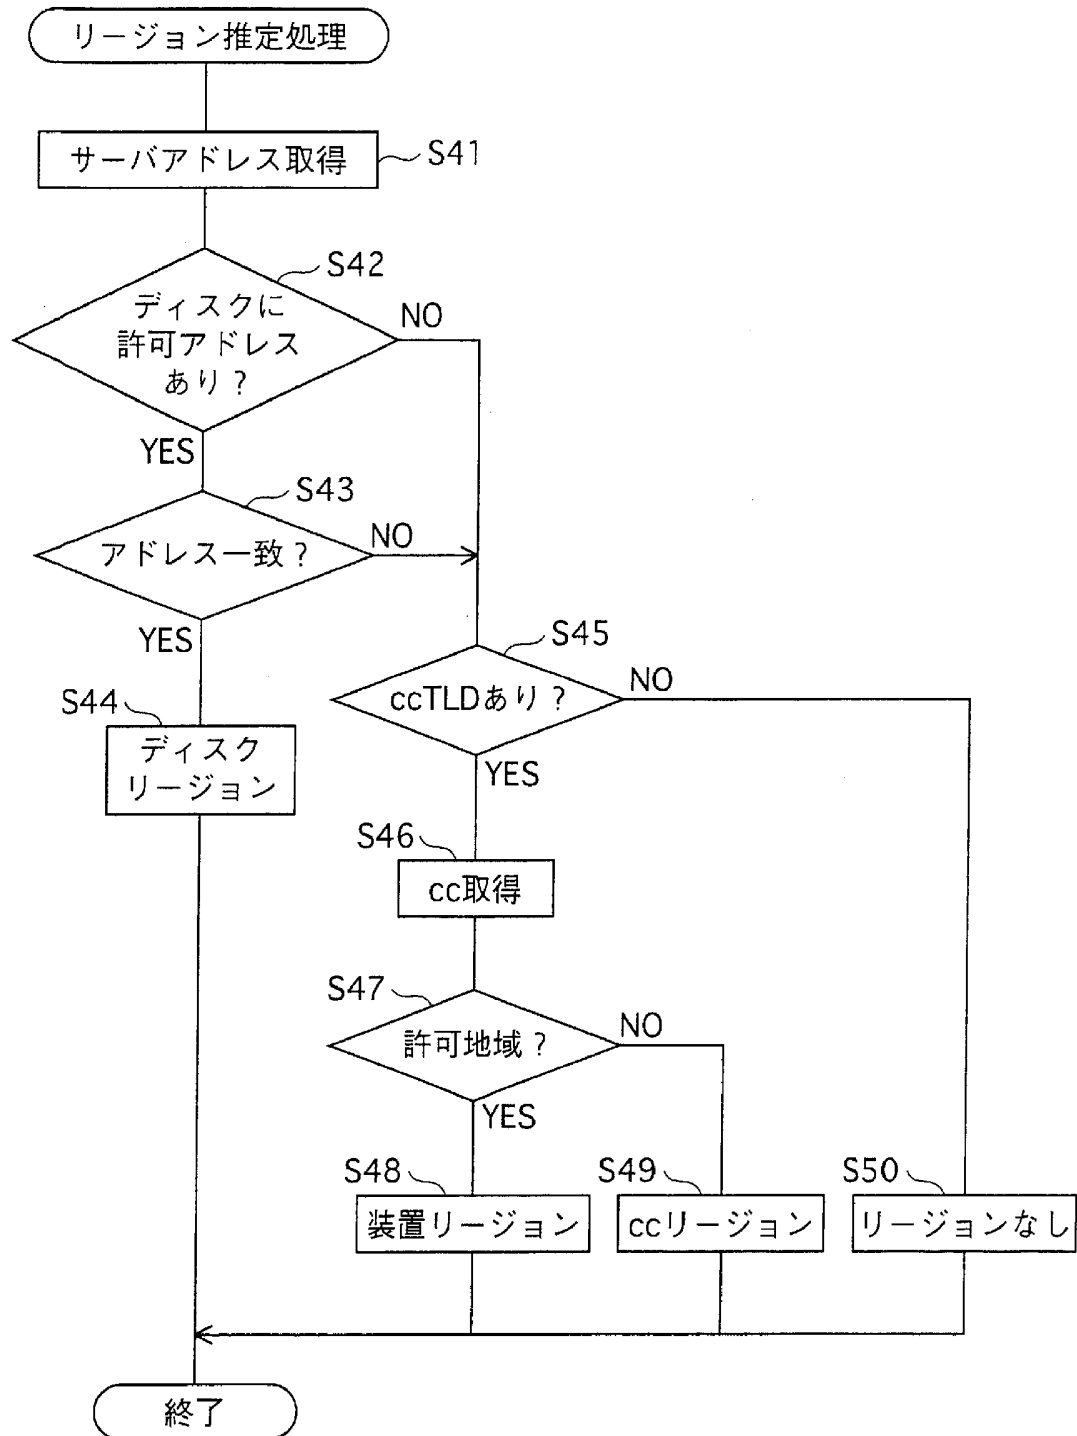 リージョン推定処理
サーバアドレス取得
S41
S42
ディスクに
許可アドレス
あり?
NO
YES
S43
アドレス一致?
NO
YES
S44
ディスク
リージョン
S45
ccTLDあり?
NO
YES
S46
cc取得
S47
許可地域?
NO
YES
S48
装置リージョン
S49
ccリージョン
S50
リージョンなし
終了